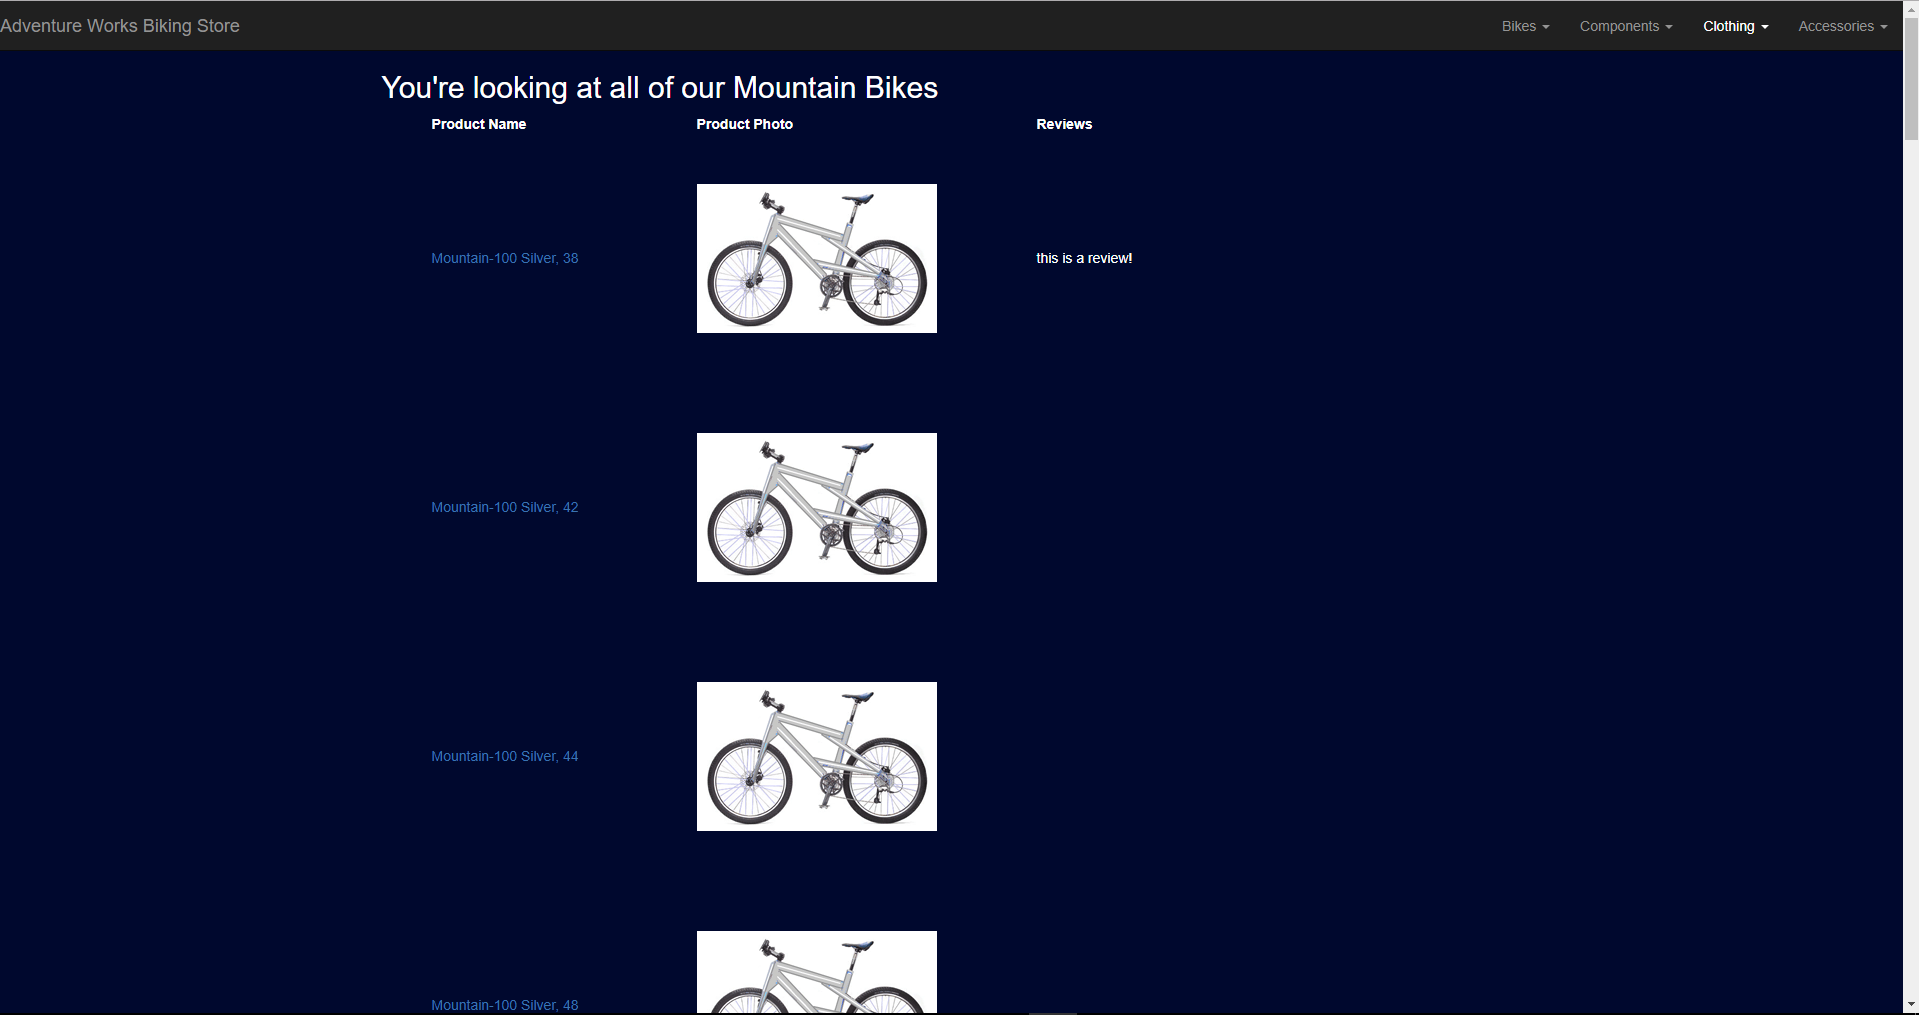 Adventure Works Biking Store
Bikes
Components
Clothing
Accessories
You're looking at all of our Mountain Bikes
Product Name
Product Photo
Reviews
Mountain-100 Silver, 38
this is a review!
Mountain-100 Silver, 42
Mountain-100 Silver, 44
Mountain-100 Silver, 48